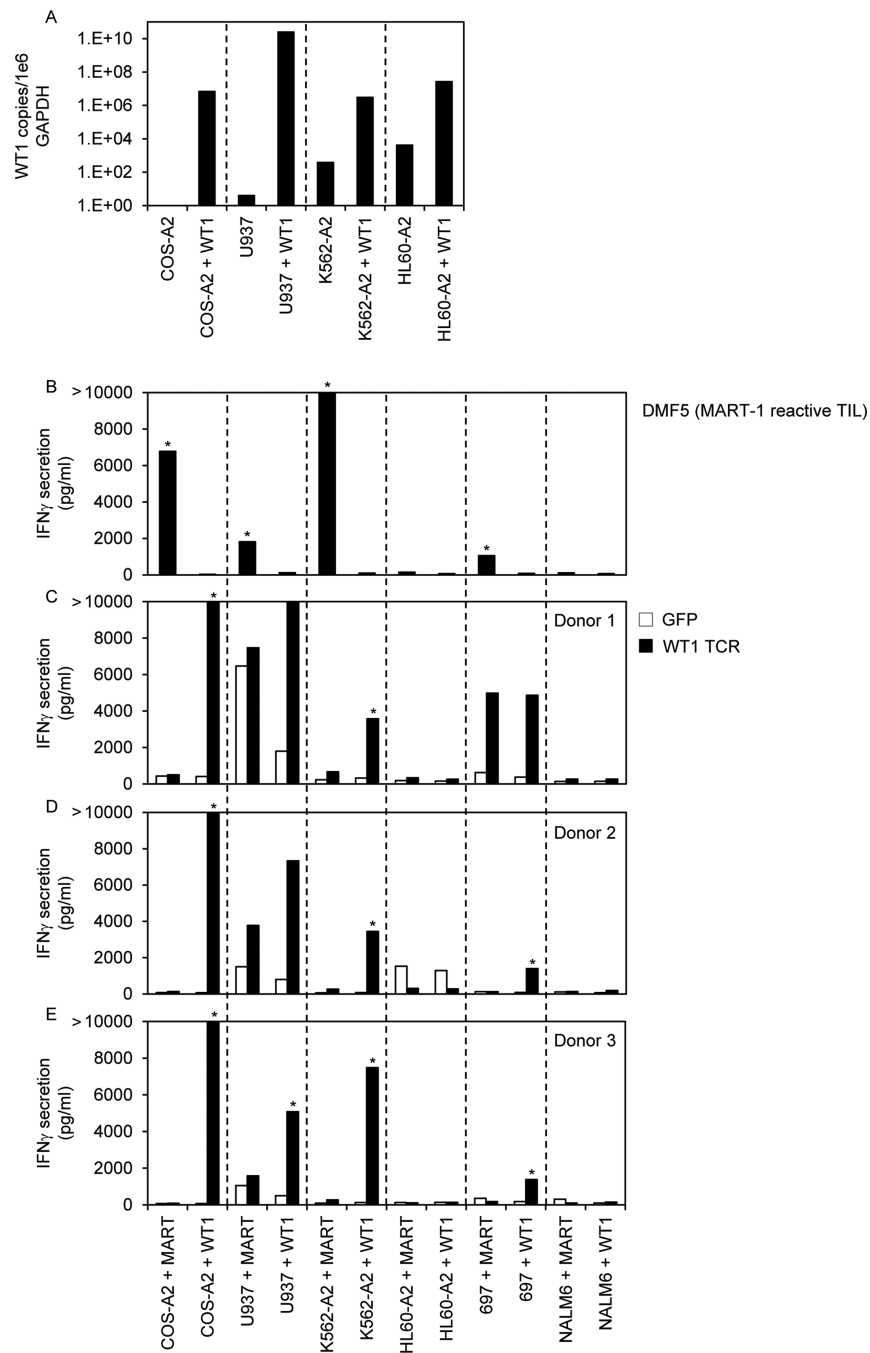 A
WT1 copies/1e6
GAPDH
1.E+10
1.E+08
1.E+06
1.E+04
1.E+02
1.E+00
COS-A2
COS-A2 + WT1
U937
U937 + WT1
K562-A2
K562-A2 + WT1
HL60-A2
HL60-A2 + WT1
B
DMF5 (MART-1 reactive TIL)
IFNγ secretion
(pg/ml)
> 10000
8000
6000
4000
2000
0
*
*
*
*
C
Donor 1
GFP
WT1 TCR
IFNγ secretion
(pg/ml)
> 10000
8000
6000
4000
2000
0
*
*
D
Donor 2
IFNγ secretion
(pg/ml)
> 10000
8000
6000
4000
2000
0
*
*
*
E
Donor 3
IFNγ secretion
(pg/ml)
> 10000
8000
6000
4000
2000
0
*
*
*
*
COS-A2 + MART
COS-A2 + WT1
U937 + MART
U937 + WT1
K562-A2 + MART
K562-A2 + WT1
HL60-A2 + MART
HL60-A2 + WT1
697 + MART
697 + WT1
NALM6 + MART
NALM6 + WT1